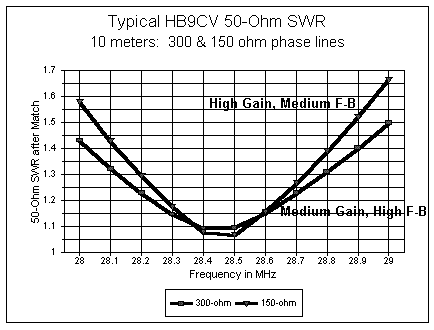 Typical HB9CV 50-Ohm SWR
10 meters:  300 & 150 ohm phase lines
50-Ohm SWR after Match
1.7
1.6
1.5
1.4
1.3
1.2
1.1
1
High Gain, Medium F-B
Medium Gain, High F-B
28 28.1 28.2 28.3 28.4 28.5 28.6 28.7 28.8 28.9 29
Frequency in MHz
300-ohm 150-ohm